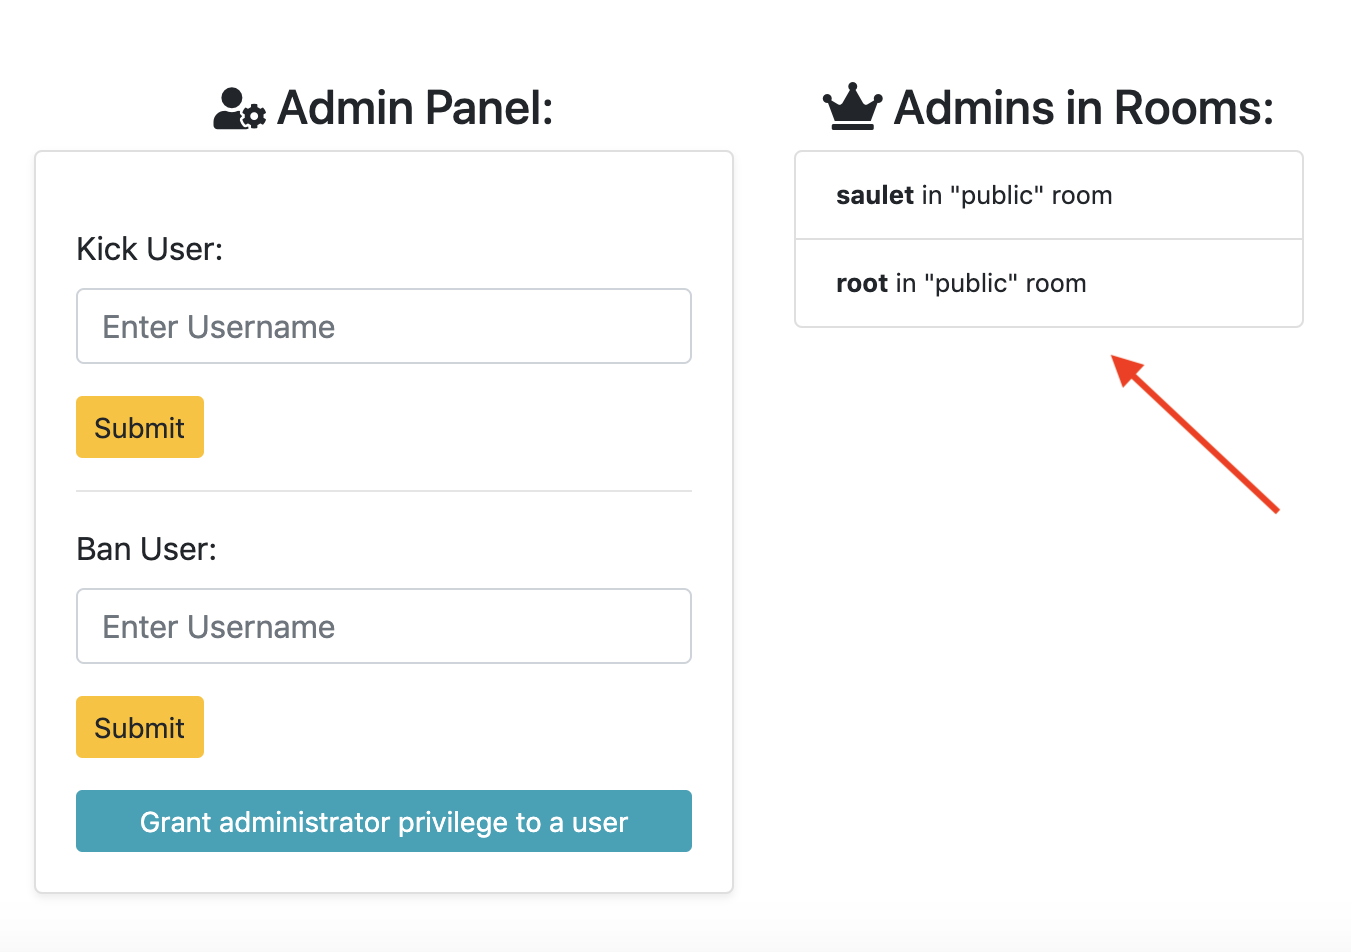 Admin Panel:
Kick User:
Enter Username
Submit
Ban User:
Enter Username
Submit
Grant administrator privilege to a user
Admins in Rooms:
saulet in "public" room
root in "public" room